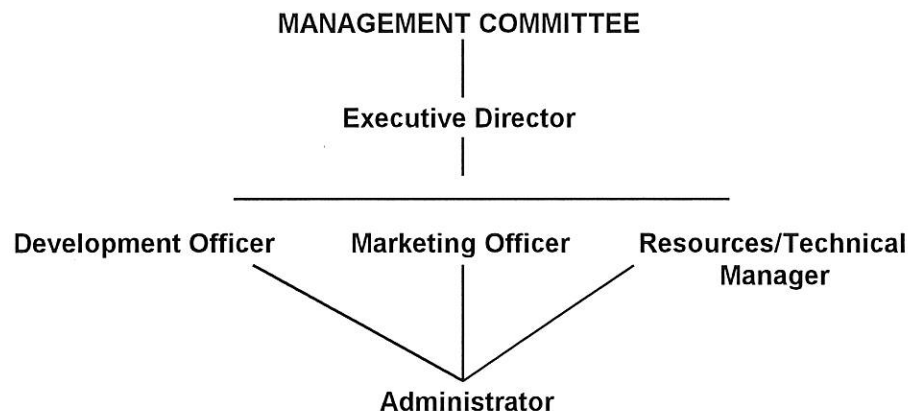 MANAGEMENT COMMITTEE
Executive Director
Development Officer
Marketing Officer
Resources/Technical
Manager
Administrator